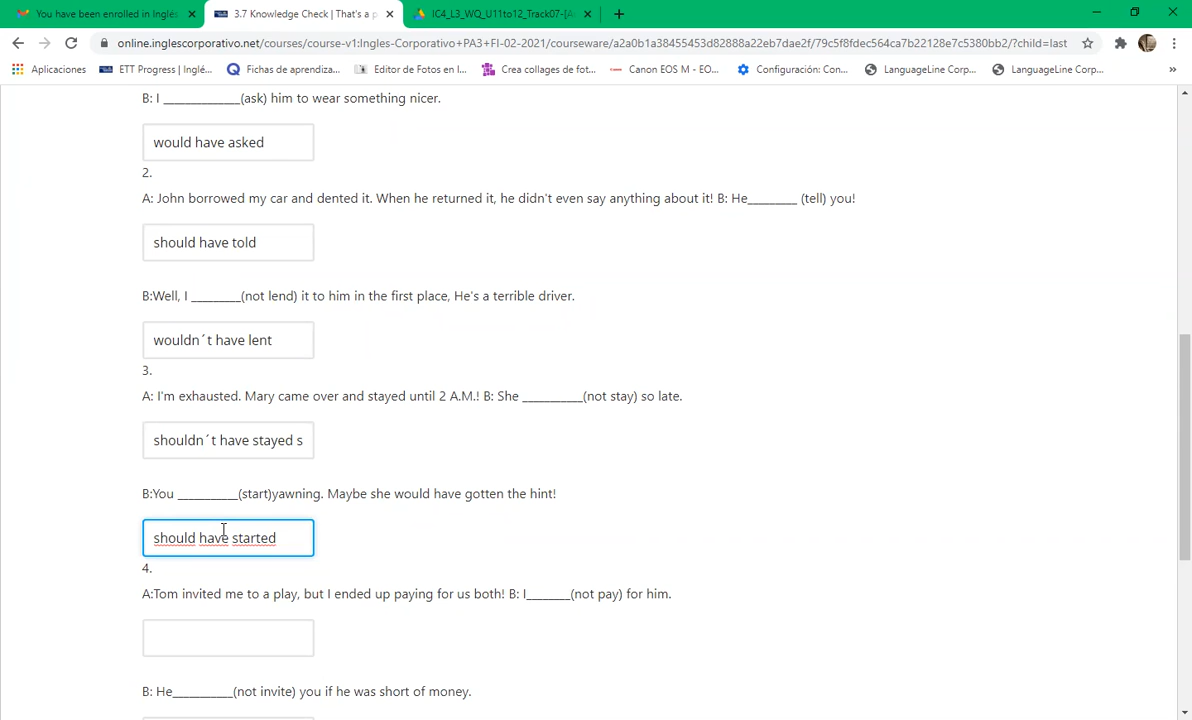 You have been enrolled in Inglés
3.7 Knowledge Check | That's a p
IC4_L3_WQ_U11to12_Track07-[A
online.inglescorporativo.net/courses/course-v1:Ingles-Corporativo+PA3+FI-02-2021/courseware/a2a0b1a38455453d82888a22eb7dae2f/79c5f8fdec564ca7b22128e7c5380bb2/?child=last
Aplicaciones
ETT Progress | Inglé...
Fichas de aprendiza...
Editor de Fotos en l...
Crea collages de fot...
Canon EOS M - EO...
Configuración: Con...
LanguageLine Corp...
LanguageLine Corp...
B: I ______________(ask) him to wear something nicer.
would have asked
2.
A: John borrowed my car and dented it. When he returned it, he didn't even say anything about it! B: He_________ (tell) you!
should have told
B:Well, I _________(not lend) it to him in the first place, He's a terrible driver.
wouldn´t have lent
3.
A: I'm exhausted. Mary came over and stayed until 2 A.M.! B: She ___________(not stay) so late.
shouldn´t have stayed s
B:You ___________(start)yawning. Maybe she would have gotten the hint!
should have started
4.
A:Tom invited me to a play, but I ended up paying for us both! B: I________(not pay) for him.
B: He___________(not invite) you if he was short of money.